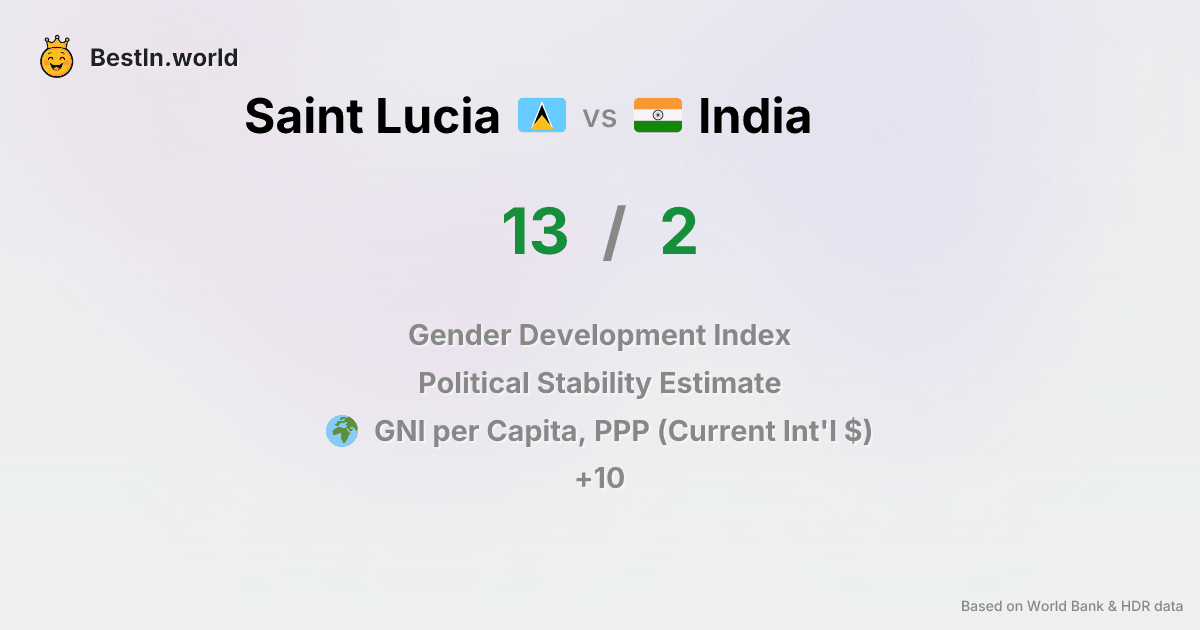 BestIn.world
Saint Lucia vs India
13 / 2
Gender Development Index
Political Stability Estimate
GNI per Capita, PPP (Current Int'l $)
+10
Based on World Bank & HDR data